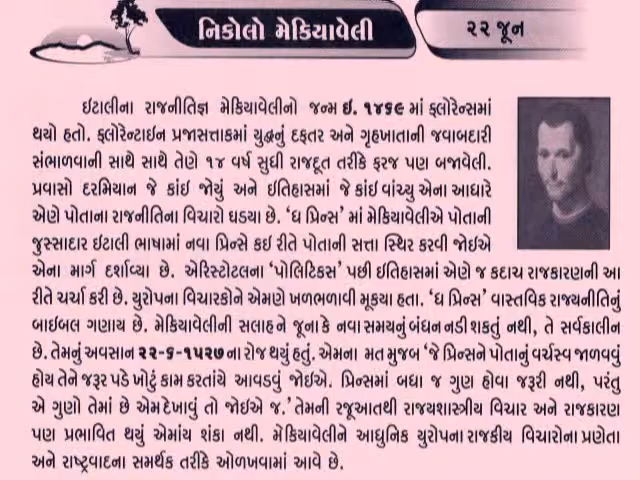 નિકોલો મેકિયાવેલી
૨૨ જૂન
ઇટાલીના રાજનીતિજ્ઞ મેકિયાવેલીનો જન્મ ઇ. ૧૪૬૯ માં ફ્લોરેન્સમાં
થયો હતો. ફ્લોરેન્ટાઇન પ્રજાસત્તાકમાં યુદ્ધનું દફતર અને ગૃહખાતાની જવાબદારી
સંભાળવાની સાથે સાથે તેણે ૧૪ વર્ષ સુધી રાજદૂત તરીકે ફરજ પણ બજાવેલી.
પ્રવાસો દરમિયાન જે કાંઇ જોયું અને ઇતિહાસમાં જે કાંઇ વાંચ્યુ એના આધારે
એણે પોતાના રાજનીતિના વિચારો ઘડયા છે. ‘ધ પ્રિન્સ’ માં મેકિયાવેલીએ પોતાની
જુસ્સાદાર ઇટાલી ભાષામાં નવા પ્રિન્સે કઇ રીતે પોતાની સત્તા સ્થિર કરવી જોઇએ
એના માર્ગ દર્શાવ્યા છે. એરિસ્ટોટલના ‘પોલિટિકસ’ પછી ઇતિહાસમાં એણે જ કદાચ રાજકારણની આ
રીતે ચર્ચા કરી છે. યુરોપના વિચારકોને એમણે ખળભળાવી મૂકયા હતા. ‘ધ પ્રિન્સ’ વાસ્તવિક રાજ્યનીતિનું
બાઇબલ ગણાય છે. મેકિયાવેલીની સલાહને જૂના કે નવા સમયનું બંધન નડી શકતું નથી, તે સર્વકાલીન
છે. તેમનું અવસાન ૨૨-૬-૧૫૨૭ ના રોજ થયું હતું. એમના મત મુજબ ‘જે પ્રિન્સને પોતાનું વર્ચસ્વ જાળવવું
હોય તેને જરૂર પડે ખોટું કામ કરતાંયે આવડવું જોઇએ. પ્રિન્સમાં બધા જ ગુણ હોવા જરૂરી નથી, પરંતુ
એ ગુણો તેમાં છે એમ દેખાવું તો જોઇએ જ.’ તેમની રજૂઆતથી રાજયશાસ્ત્રીય વિચાર અને રાજકારણ
પણ પ્રભાવિત થયું એમાંય શંકા નથી. મેકિયાવેલીને આધુનિક યુરોપના રાજકીય વિચારોના પ્રણેતા
અને રાષ્ટ્રવાદના સમર્થક તરીકે ઓળખવામાં આવે છે.